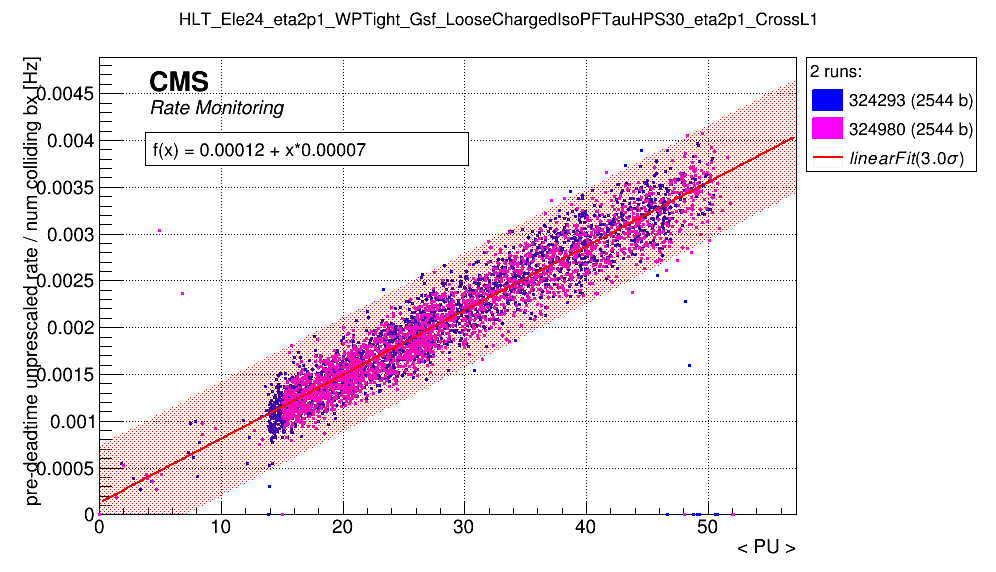 HLT_Ele24_eta2p1_WPTight_Gsf_LooseChargedIsoPFTauHPS30_eta2p1_CrossL1
pre-deadtime unprescaled rate / num colliding bx [Hz]
CMS
Rate Monitoring
f(x) = 0.00012 + x*0.00007
0.0045
0.004
0.0035
0.003
0.0025
0.002
0.0015
0.001
0.0005
0
0 10 20 30 40 50
< PU >
2 runs:
324293 (2544 b)
324980 (2544 b)
linearFit(3.0σ)